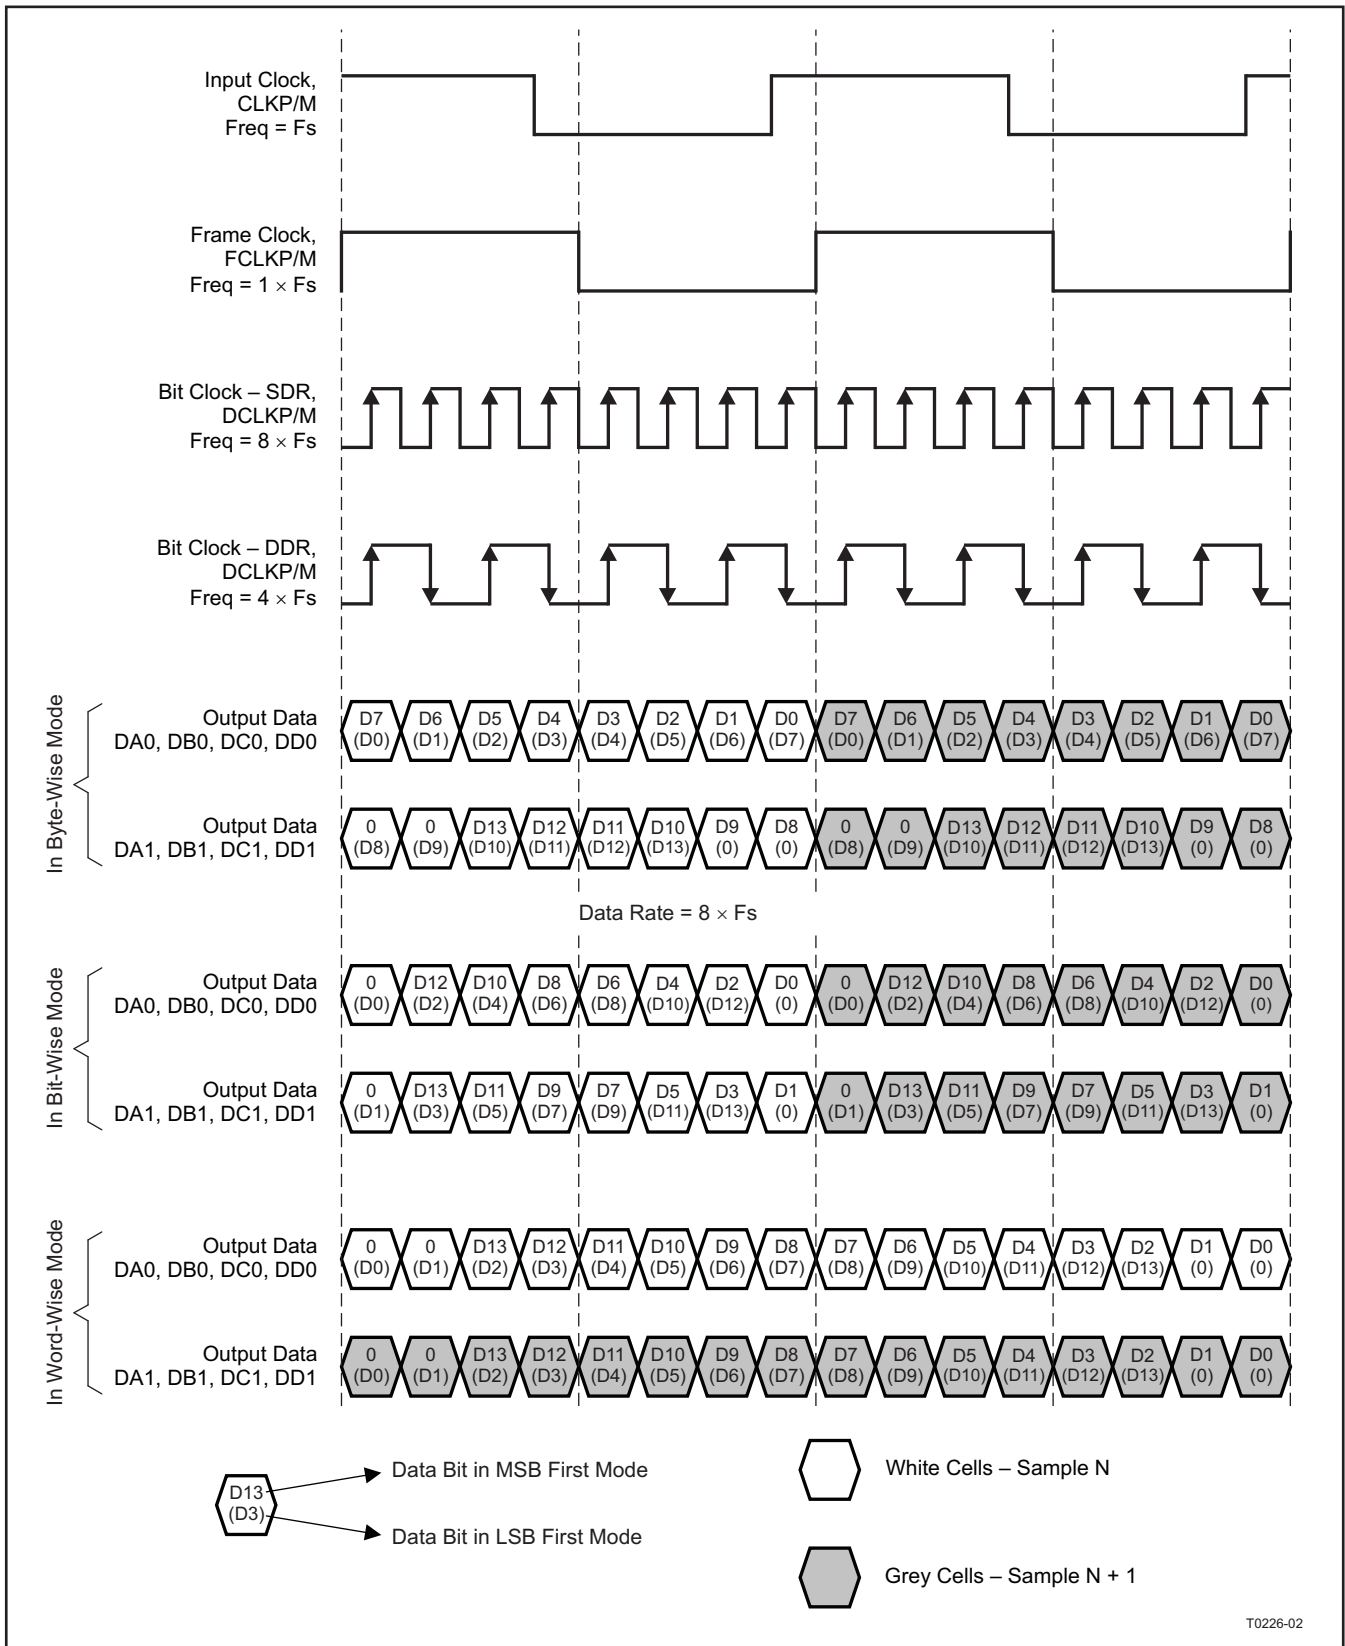 Input Clock,
CLKP/M
Freq = Fs
Frame Clock,
FCLKP/M
Freq = 1 × Fs
Bit Clock – SDR,
DCLKP/M
Freq = 8 × Fs
Bit Clock – DDR,
DCLKP/M
Freq = 4 × Fs
In Byte-Wise Mode
Output Data
DA0, DB0, DC0, DD0
D7 D6 D5 D4 D3 D2 D1 D0 D7 D6 D5 D4 D3 D2 D1 D0
(D0) (D1) (D2) (D3) (D4) (D5) (D6) (D7) (D0) (D1) (D2) (D3) (D4) (D5) (D6) (D7)
Output Data
DA1, DB1, DC1, DD1
0 0 D13 D12 D11 D10 D9 D8 0 0 D13 D12 D11 D10 D9 D8
(D8) (D9) (D10) (D11) (D12) (D13) (0) (0) (D8) (D9) (D10) (D11) (D12) (D13) (0) (0)
Data Rate = 8 × Fs
In Bit-Wise Mode
Output Data
DA0, DB0, DC0, DD0
0 D12 D10 D8 D6 D4 D2 D0 0 D12 D10 D8 D6 D4 D2 D0
(D0) (D2) (D4) (D6) (D8) (D10) (D12) (0) (D0) (D2) (D4) (D6) (D8) (D10) (D12) (0)
Output Data
DA1, DB1, DC1, DD1
0 D13 D11 D9 D7 D5 D3 D1 0 D13 D11 D9 D7 D5 D3 D1
(D1) (D3) (D5) (D7) (D9) (D11) (D13) (0) (D1) (D3) (D5) (D7) (D9) (D11) (D13) (0)
In Word-Wise Mode
Output Data
DA0, DB0, DC0, DD0
0 0 D13 D12 D11 D10 D9 D8 D7 D6 D5 D4 D3 D2 D1 D0
(D0) (D1) (D2) (D3) (D4) (D5) (D6) (D7) (D8) (D9) (D10) (D11) (D12) (D13) (0) (0)
Output Data
DA1, DB1, DC1, DD1
0 0 D13 D12 D11 D10 D9 D8 D7 D6 D5 D4 D3 D2 D1 D0
(D0) (D1) (D2) (D3) (D4) (D5) (D6) (D7) (D8) (D9) (D10) (D11) (D12) (D13) (0) (0)
D13
(D3)
Data Bit in MSB First Mode
Data Bit in LSB First Mode
White Cells – Sample N
Grey Cells – Sample N + 1
T0226-02